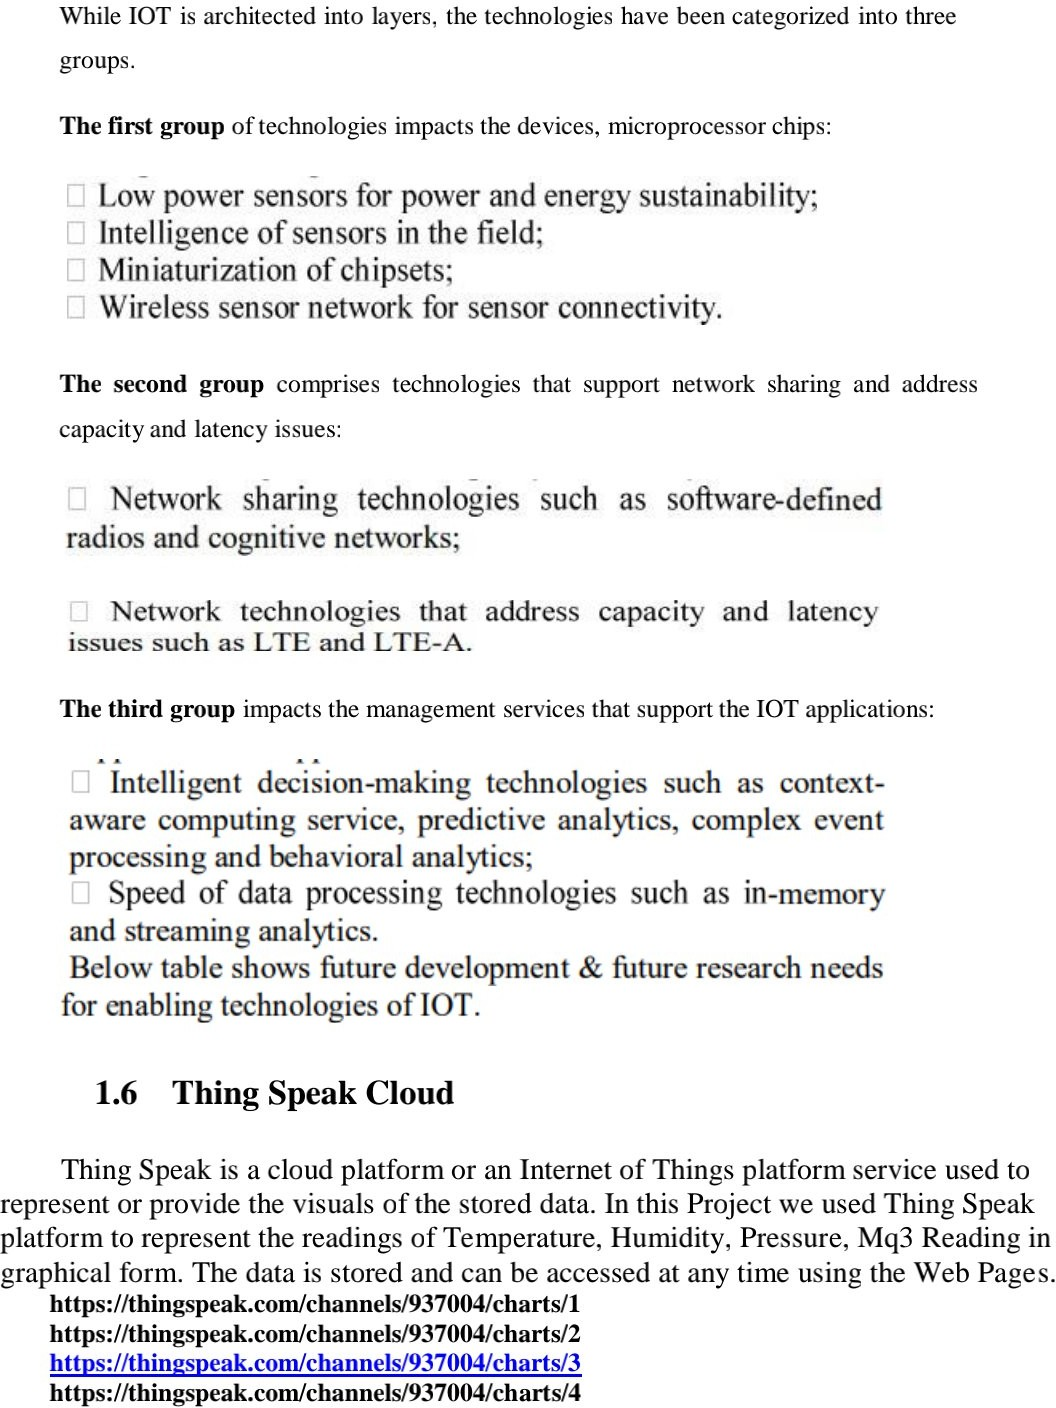 While IOT is architected into layers, the technologies have been categorized into three
groups.
The first group of technologies impacts the devices, microprocessor chips:
□ Low power sensors for power and energy sustainability;
□ Intelligence of sensors in the field;
□ Miniaturization of chipsets;
□ Wireless sensor network for sensor connectivity.
The second group comprises technologies that support network sharing and address
capacity and latency issues:
□ Network sharing technologies such as software-defined
radios and cognitive networks;
□ Network technologies that address capacity and latency
issues such as LTE and LTE-A.
The third group impacts the management services that support the IOT applications:
□ Intelligent decision-making technologies such as context-
aware computing service, predictive analytics, complex event
processing and behavioral analytics;
□ Speed of data processing technologies such as in-memory
and streaming analytics.
Below table shows future development & future research needs
for enabling technologies of IOT.
1.6 Thing Speak Cloud
Thing Speak is a cloud platform or an Internet of Things platform service used to
represent or provide the visuals of the stored data. In this Project we used Thing Speak
platform to represent the readings of Temperature, Humidity, Pressure, Mq3 Reading in
graphical form. The data is stored and can be accessed at any time using the Web Pages.
https://thingspeak.com/channels/937004/charts/1
https://thingspeak.com/channels/937004/charts/2
https://thingspeak.com/channels/937004/charts/3
https://thingspeak.com/channels/937004/charts/4